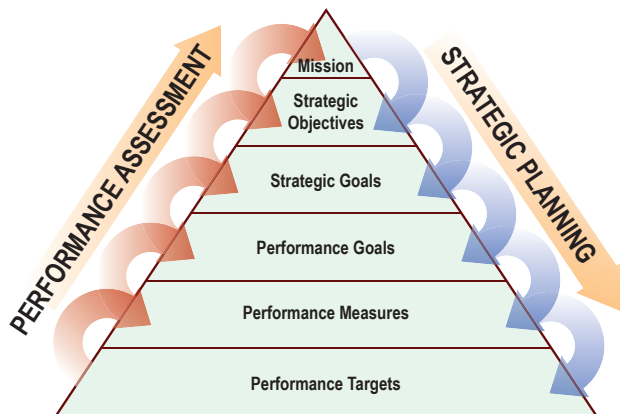 PERFORMANCE ASSESSMENT
STRATEGIC PLANNING
Mission
Strategic
Objectives
Strategic Goals
Performance Goals
Performance Measures
Performance Targets